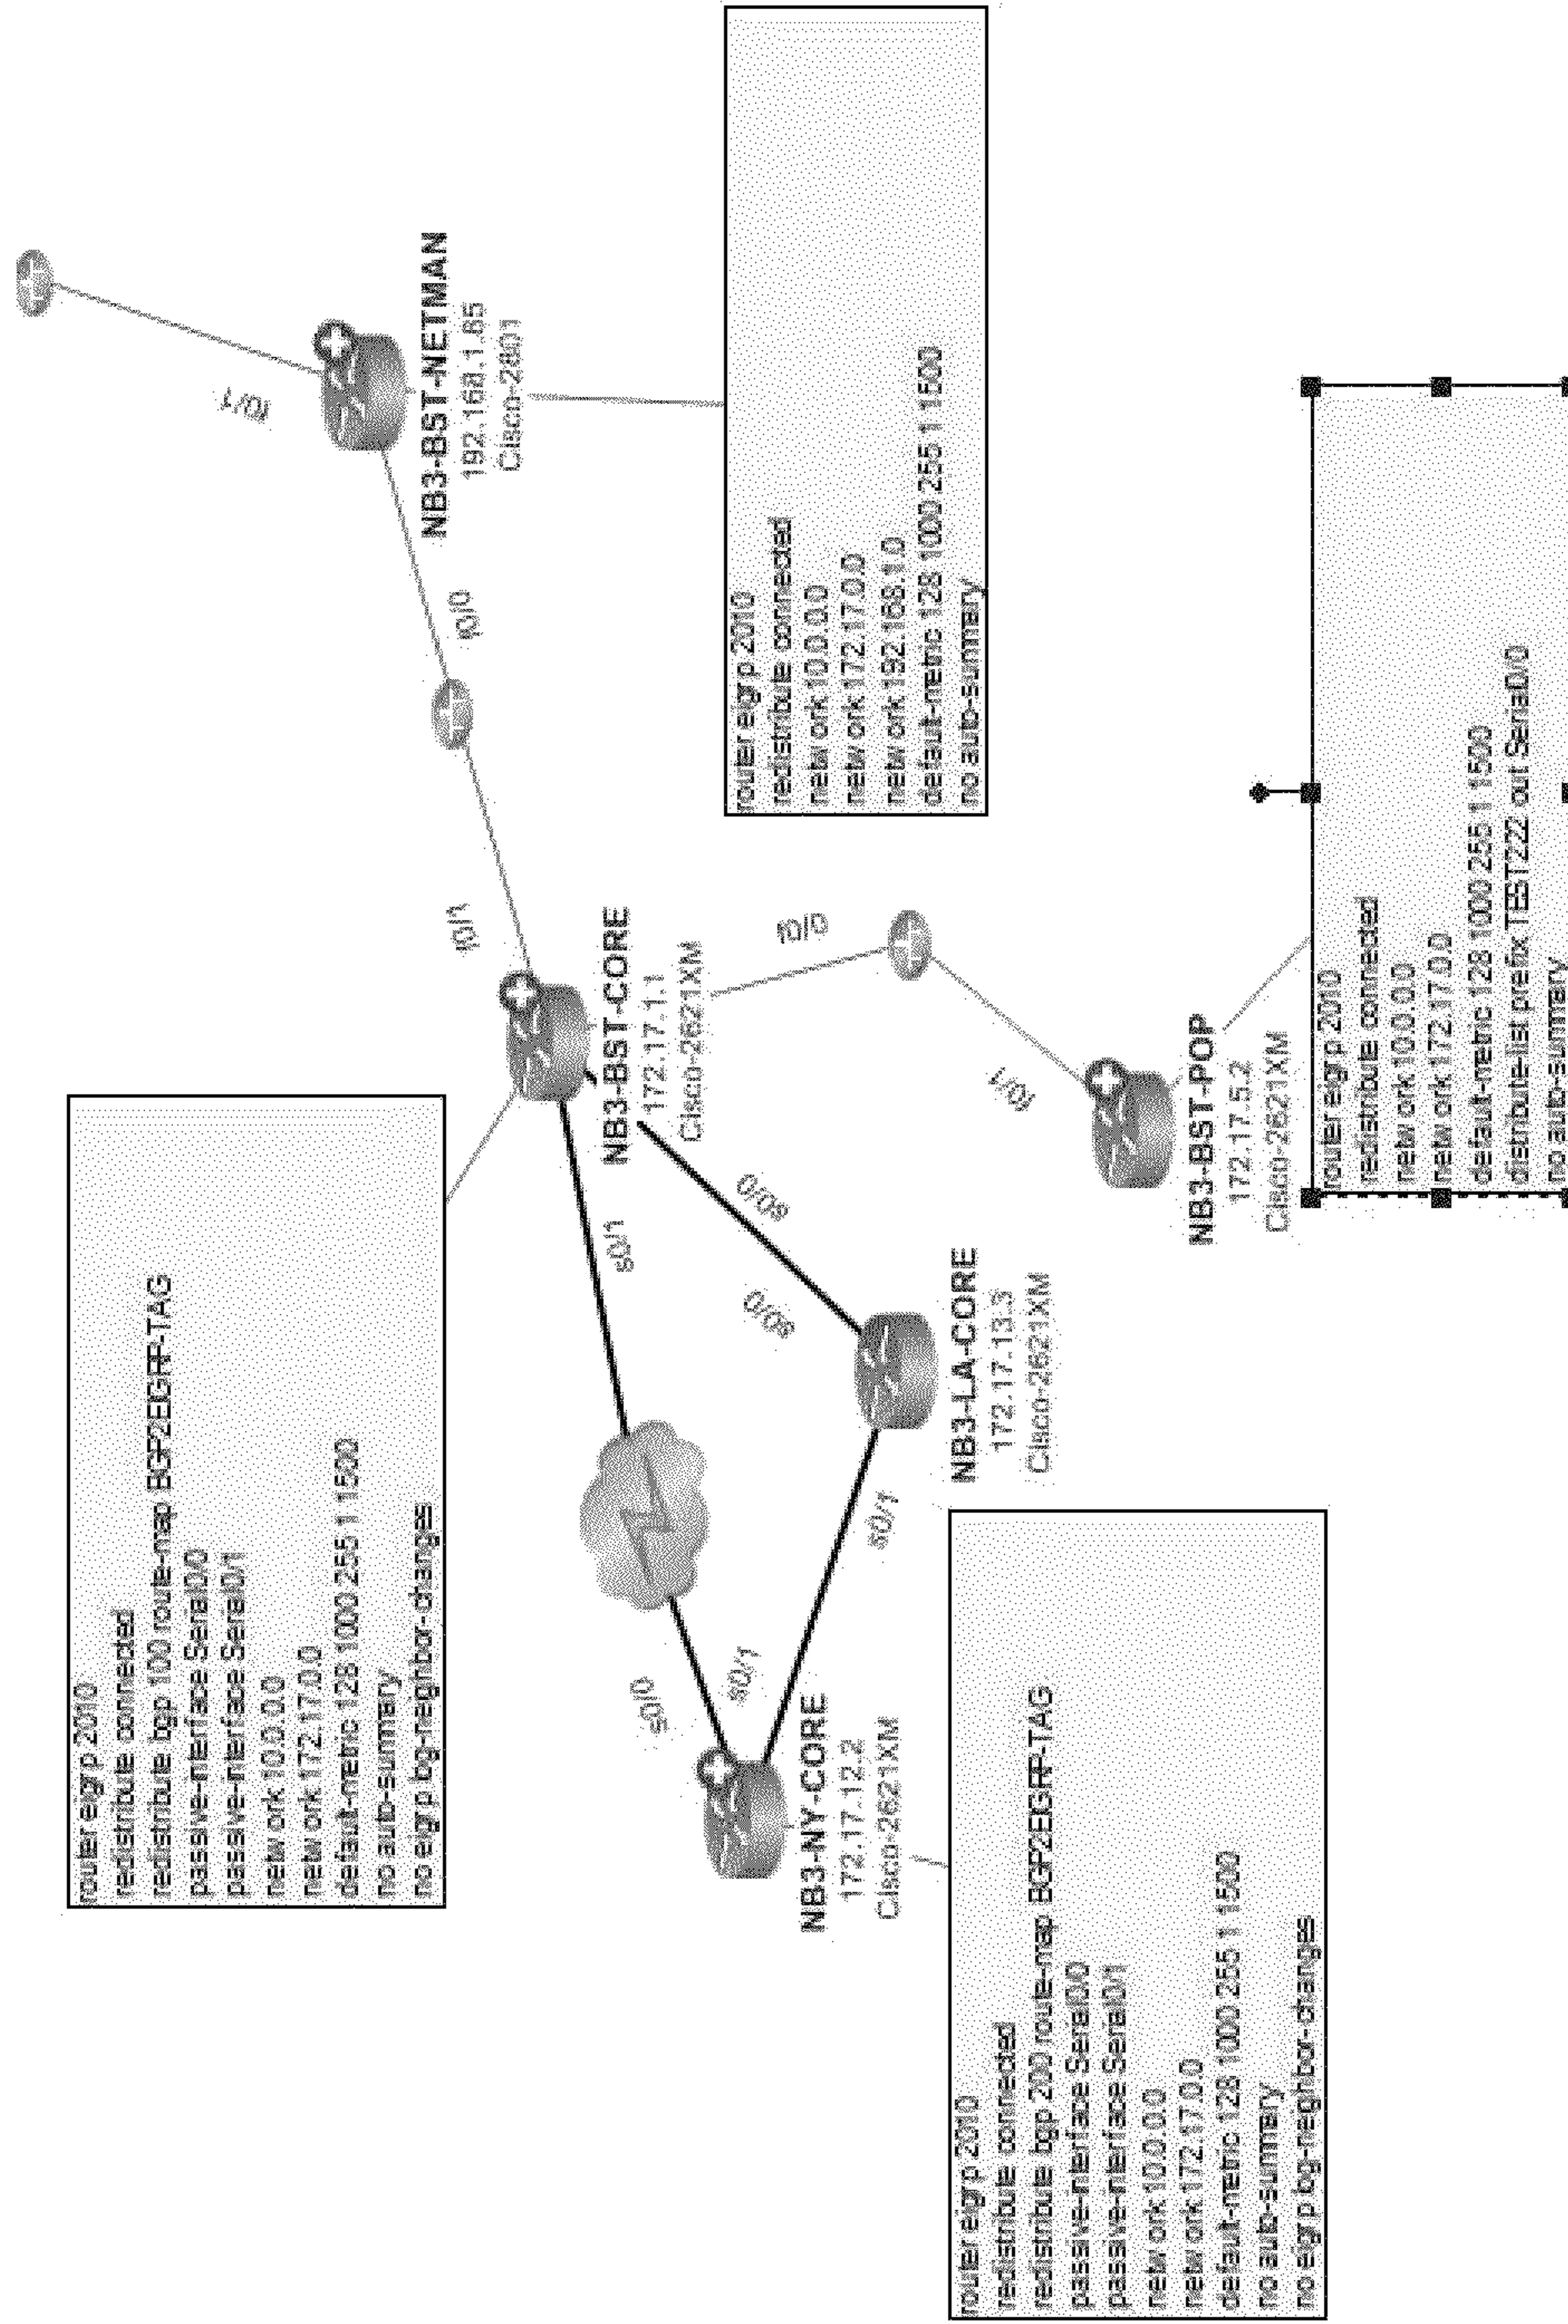 router eigrp 2010
redistribute connected
redistribute bgp 100 route-map BGP2EIGRP-TAG
passive-interface Serial0/0
passive-interface Serial0/1
network 10.0.0.0
network 172.17.0.0
default-metric 128 1000 255 1 1500
no auto-summary
no eigrp log-neighbor-changes
f0/1
NB3-BST-NETMAN
192.168.1.65
Cisco-2801
f0/0
f0/1
NB3-BST-CORE
172.17.1.1
Cisco-2621XM
s0/1
s0/0
f0/0
s0/0
s0/0
s0/1
s0/1
NB3-NY-CORE
172.17.12.2
Cisco-2621XM
NB3-LA-CORE
172.17.13.3
Cisco-2621XM
f0/1
NB3-BST-POP
172.17.5.2
Cisco-2621XM
router eigrp 2010
redistribute connected
network 10.0.0.0
network 172.17.0.0
network 192.168.1.0
default-metric 128 1000 255 1 1500
no auto-summary
router eigrp 2010
redistribute connected
redistribute bgp 200 route-map BGP2EIGRP-TAG
passive-interface Serial0/0
passive-interface Serial0/1
network 10.0.0.0
network 172.17.0.0
default-metric 128 1000 255 1 1500
no auto-summary
no eigrp log-neighbor-changes
router eigrp 2010
redistribute connected
network 10.0.0.0
network 172.17.0.0
default-metric 128 1000 255 1 1500
distribute-list prefix TEST222 out Serial0/0
no auto-summary